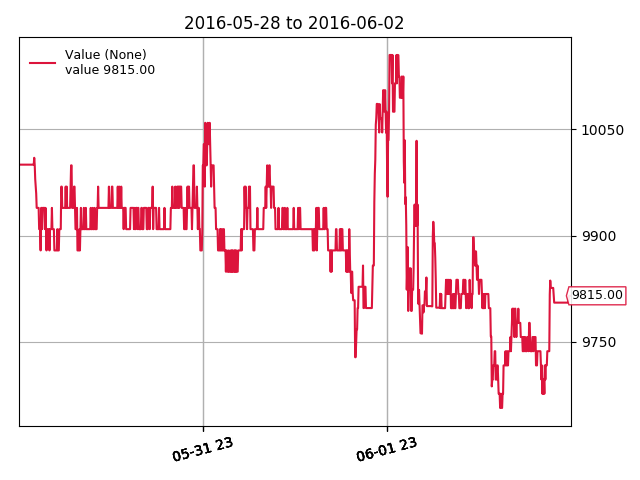 2016-05-28 to 2016-06-02
Value (None)
value 9815.00
10050
9900
9815.00
9750
05-31 23
06-01 23